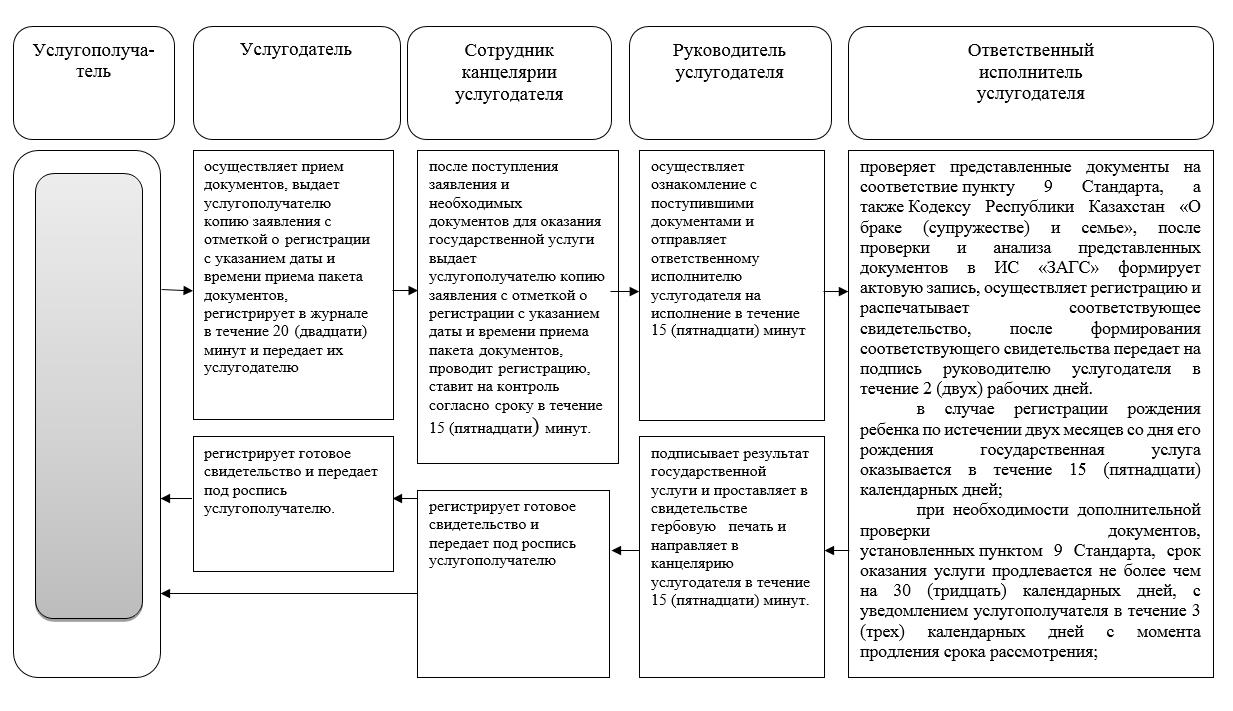 Услугополуча-
тель
Услугодатель
Сотрудник
канцелярии
услугодателя
Руководитель
услугодателя
Ответственный
исполнитель
услугодателя
осуществляет прием
документов, выдает
услугополучателю
копию заявления с
отметкой о регистрации
с указанием даты и
времени приема пакета
документов,
регистрирует в журнале
в течение 20 (двадцати)
минут и передает их
услугодателю
после поступления
заявления и
необходимых
документов для оказания
государственной услуги
выдает
услугополучателю копию
заявления с отметкой о
регистрации с указанием
даты и времени приема
пакета документов,
проводит регистрацию,
ставит на контроль
согласно сроку в течение
15 (пятнадцати) минут.
осуществляет
ознакомление с
поступившими
документами и
отправляет
ответственному
исполнителю
услугодателя на
исполнение в течение
15 (пятнадцати) минут
проверяет представленные документы на
соответствие пункту 9 Стандарта, а
также Кодексу Республики Казахстан «О
браке (супружестве) и семье», после
проверки и анализа представленных
документов в ИС «ЗАГС» формирует
актовую запись, осуществляет регистрацию и
распечатывает соответствующее
свидетельство, после формирования
соответствующего свидетельства передает на
подпись руководителю услугодателя в
течение 2 (двух) рабочих дней.
в случае регистрации рождения
ребенка по истечении двух месяцев со дня его
рождения государственная услуга
оказывается в течение 15 (пятнадцати)
календарных дней;
при необходимости дополнительной
проверки документов,
установленных пунктом 9 Стандарта, срок
оказания услуги продлевается не более чем
на 30 (тридцать) календарных дней, с
уведомлением услугополучателя в течение 3
(трех) календарных дней с момента
продления срока рассмотрения;
регистрирует готовое
свидетельство и передает
под роспись
услугополучателю.
регистрирует готовое
свидетельство и
передает под роспись
услугополучателю
подписывает результат
государственной
услуги и проставляет в
свидетельстве
гербовую печать и
направляет в
канцелярию
услугодателя в течение
15 (пятнадцати) минут.